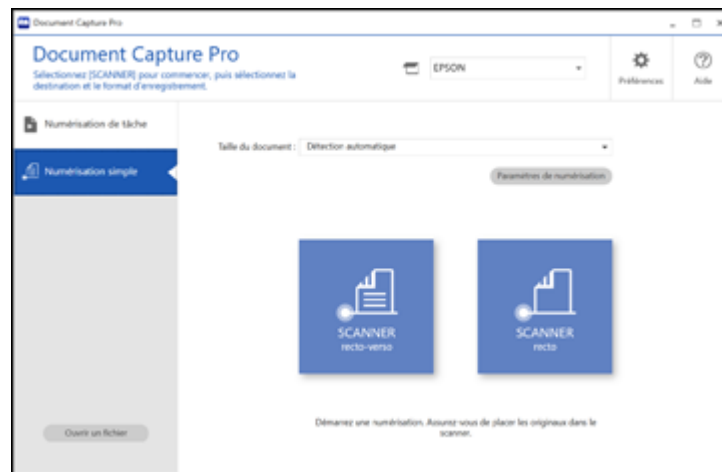 Document Capture Pro
Document Capture Pro
Sélectionnez [SCANNER] pour commencer, puis sélectionnez la
destination et le format d'enregistrement.
EPSON
Préférences
Aide
Numérisation de tâche
Numérisation simple
Taille du document :
Détection automatique
Paramètres de numérisation
SCANNER
recto-verso
SCANNER
recto
Démarrez une numérisation. Assurez-vous de placer les originaux dans le
scanner.
Ouvrir un fichier